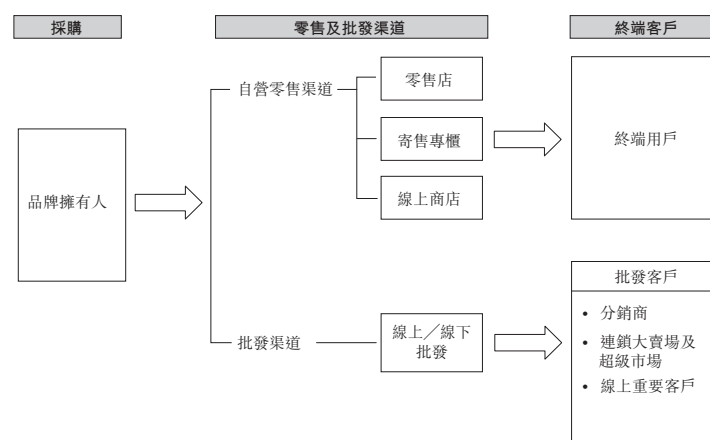 採購
零售及批發渠道
終端客戶
自營零售渠道
零售店
寄售專櫃
線上商店
終端用戶
品牌擁有人
批發渠道
線上／線下
批發
批發客戶
• 分銷商
• 連鎖大賣場及
超級市場
• 線上重要客戶